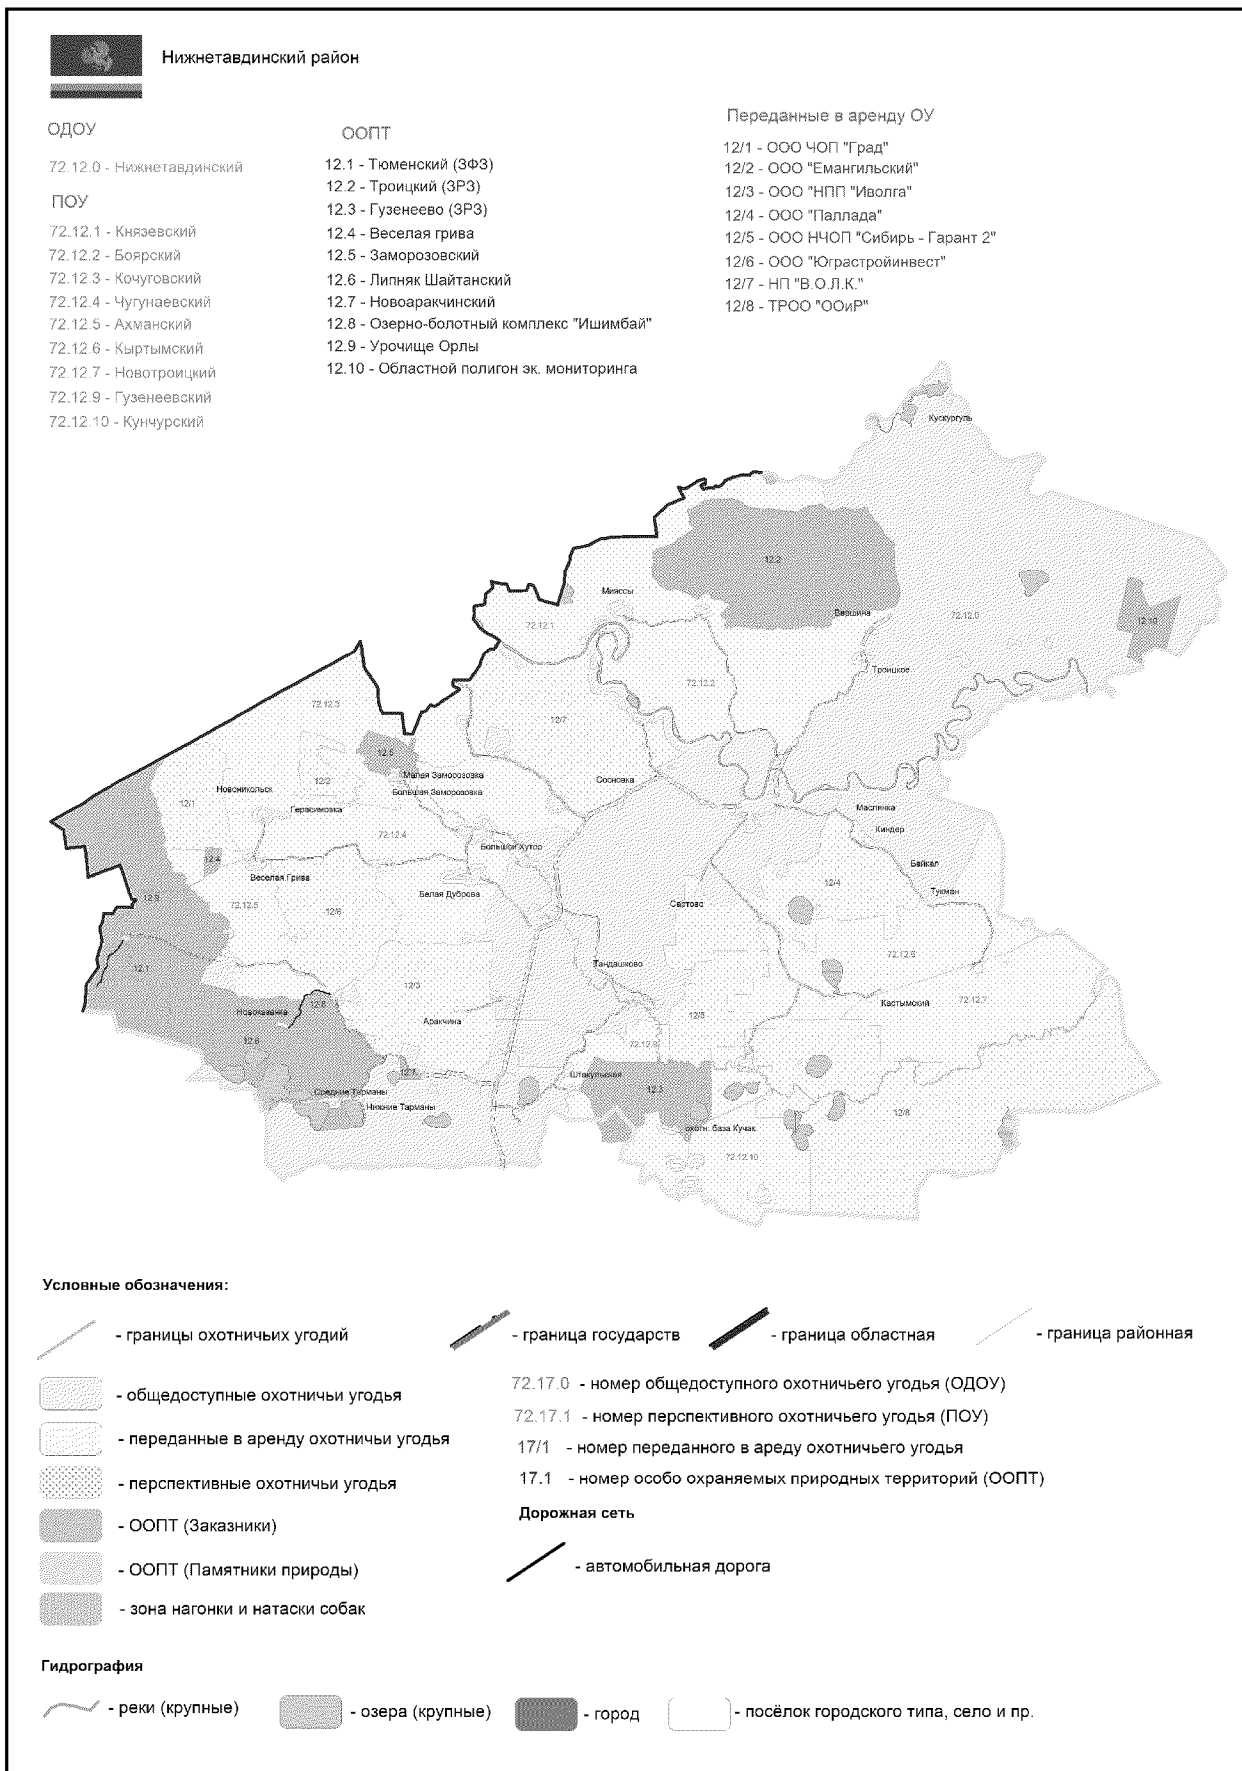 Нижнетавдинский район
ОДОУ
72.12.0 - Нижнетавдинский
ПОУ
72.12.1 - Князевский
72.12.2 - Боярский
72.12.3 - Кочуговский
72.12.4 - Чугунаевский
72.12.5 - Ахманский
72.12.6 - Кыртымский
72.12.7 - Новотроицкий
72.12.9 - Гузенеевский
72.12.10 - Кунчурский
ООПТ
12.1 - Тюменский (ЗФЗ)
12.2 - Троицкий (ЗРЗ)
12.3 - Гузенеево (ЗРЗ)
12.4 - Веселая грива
12.5 - Заморозовский
12.6 - Липняк Шайтанский
12.7 - Новоаракчинский
12.8 - Озерно-болотный комплекс "Ишимбай"
12.9 - Урочище Орлы
12.10 - Областной полигон эк. мониторинга
Переданные в аренду ОУ
12/1 - ООО ЧОП "Град"
12/2 - ООО "Емангильский"
12/3 - ООО "НПП "Иволга"
12/4 - ООО "Паллада"
12/5 - ООО НЧОП "Сибирь - Гарант 2"
12/6 - ООО "Юграстройинвест"
12/7 - НП "В.О.Л.К."
12/8 - ТРОО "ООиР"
Кускургуль
12.2
Мияссы
Вершина
72.12.0
12.10
72.12.1
Троицкое
72.12.2
72.12.3
12/7
12.5
Малая Заморозовка
Сосновка
12/2
Новоникольск
Большая Заморозовка
12/1
Герасимовка
Маслянка
Киндер
72.12.4
Большой Хутор
12.4
Байкал
Веселая Грива
12/4
Белая Дуброва
Тукман
12.9
72.12.5
12/6
Саитово
72.12.6
12.1
Тандашково
12/3
72.12.7
Кастымский
Новокаванка
Аракчина
12/5
12.8
72.12.9
12.7
Штакульская
Средние Тарманы
12.3
Нижние Тарманы
12/8
охотн. база Кучак
72.12.10
Условные обозначения:
- границы охотничьих угодий
- граница государств
- граница областная
- граница районная
- общедоступные охотничьи угодья
- переданные в аренду охотничьи угодья
- перспективные охотничьи угодья
- ООПТ (Заказники)
- ООПТ (Памятники природы)
- зона нагонки и натаски собак
72.17.0 - номер общедоступного охотничьего угодья (ОДОУ)
72.17.1 - номер перспективного охотничьего угодья (ПОУ)
17/1 - номер переданного в ареду охотничьего угодья
17.1 - номер особо охраняемых природных территорий (ООПТ)
Дорожная сеть
- автомобильная дорога
Гидрография
- реки (крупные)
- озера (крупные)
- город
- посёлок городского типа, село и пр.